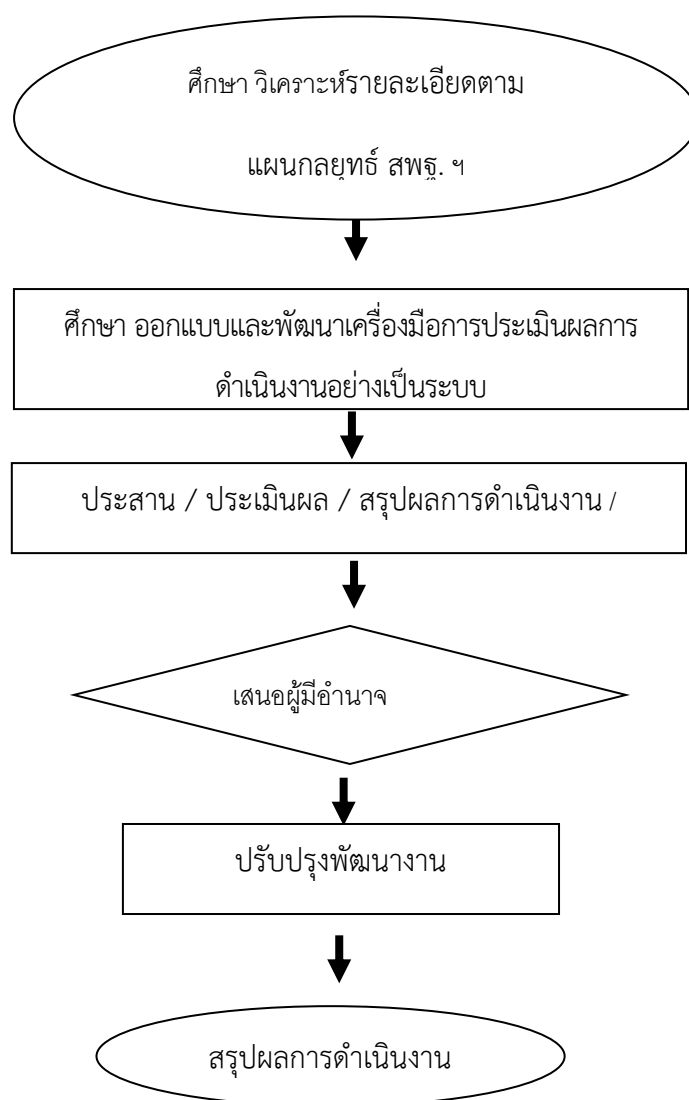 ศึกษา วิเคราะห์รายละเอียดตาม
แผนกลยุทธ์ สพฐ. ฯ
ศึกษา ออกแบบและพัฒนาเครื่องมือการประเมินผลการ
ดำเนินงานอย่างเป็นระบบ
ประสาน / ประเมินผล / สรุปผลการดำเนินงาน /
เสนอผู้มีอำนาจ
ปรับปรุงพัฒนางาน
สรุปผลการดำเนินงาน